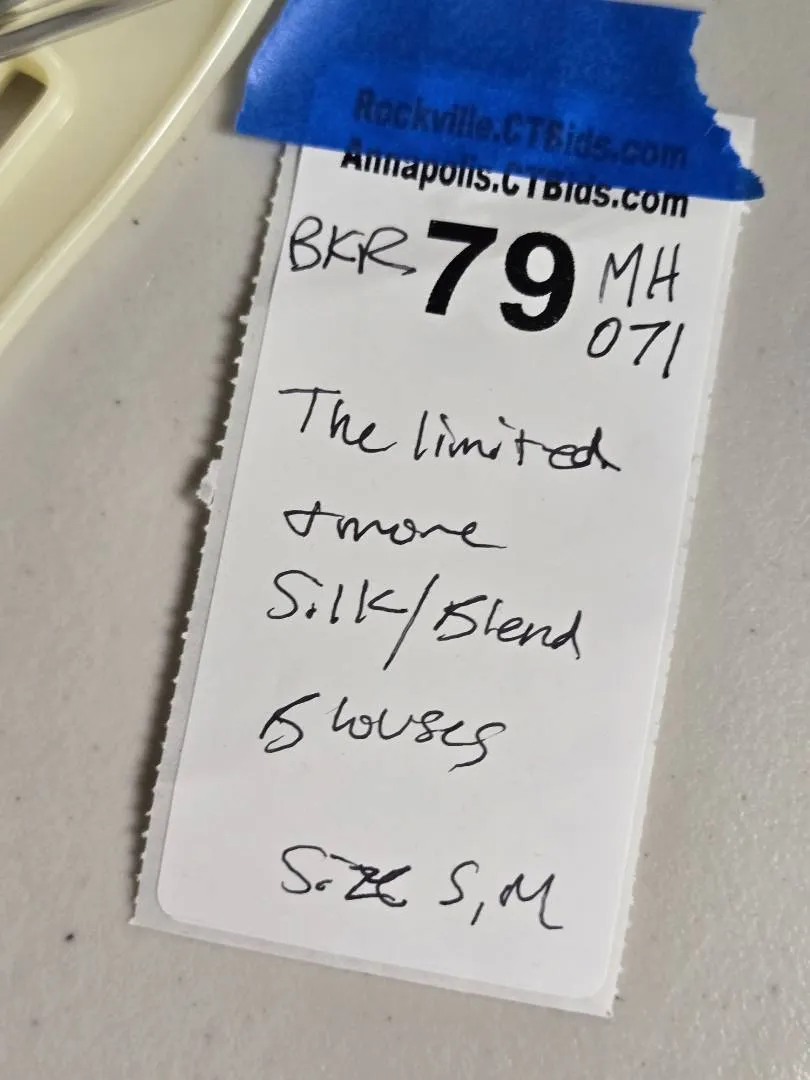 Rockville.CTBids.com
Annapolis.CTBids.com
BKR 79 MH
071
The limited
+more
Silk/Blend
Blouses
Size S, M